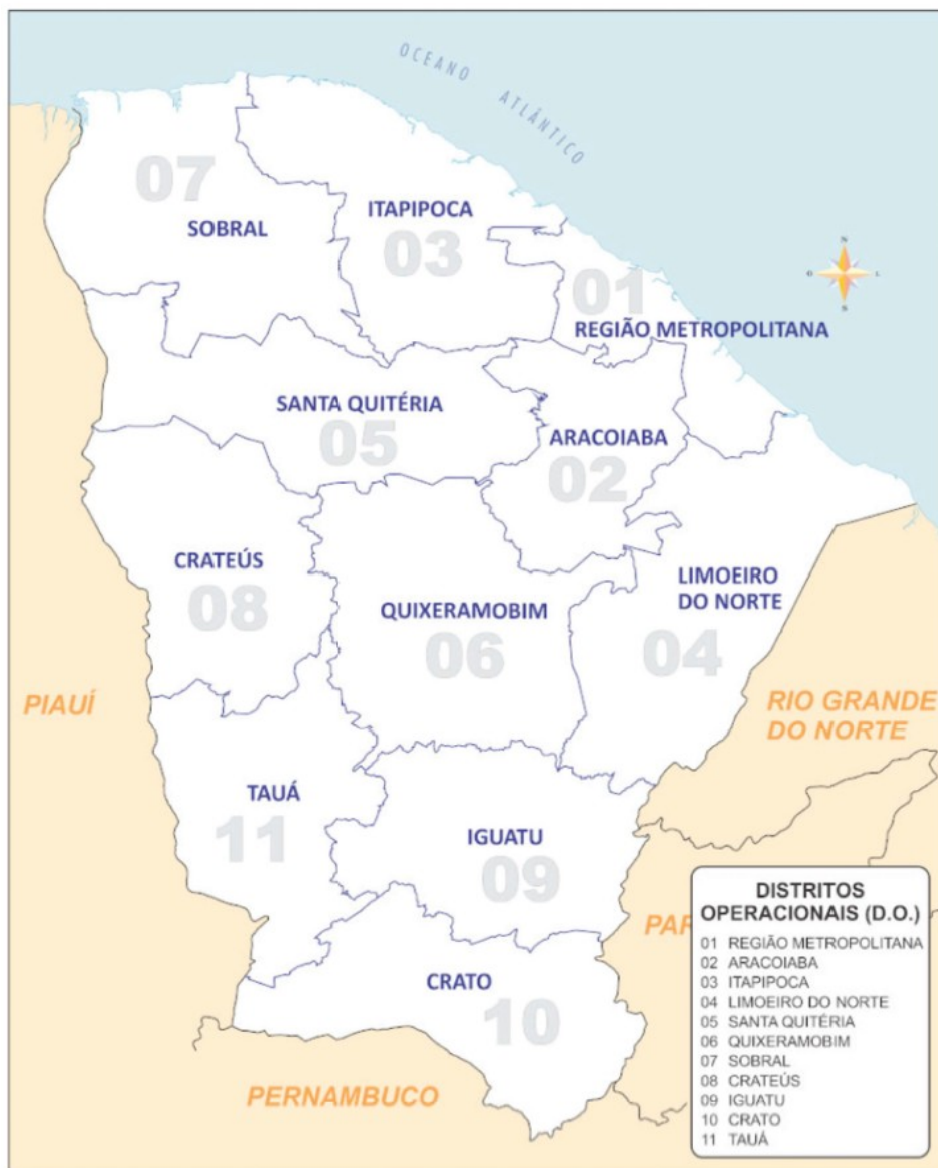 OCEANO ATLÂNTICO
07
SOBRAL
ITAPIPOCA
03
N
O
L
S
01
REGIÃO METROPOLITANA
SANTA QUITÉRIA
05
ARACOIABA
02
CRATEÚS
08
LIMOEIRO
DO NORTE
04
QUIXERAMOBIM
06
PIAUÍ
RIO GRANDE
DO NORTE
TAUÁ
11
IGUATU
09
PAR
CRATO
10
PERNAMBUCO
DISTRITOS
OPERACIONAIS (D.O.)
01 REGIÃO METROPOLITANA
02 ARACOIABA
03 ITAPIPOCA
04 LIMOEIRO DO NORTE
05 SANTA QUITÉRIA
06 QUIXERAMOBIM
07 SOBRAL
08 CRATEÚS
09 IGUATU
10 CRATO
11 TAUÁ